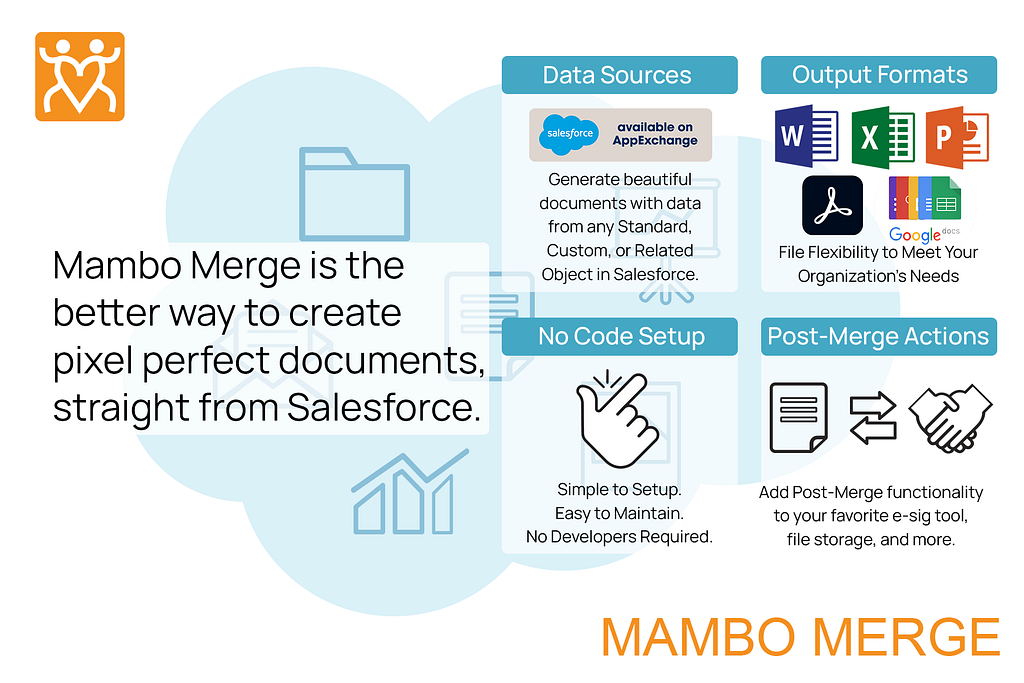 Mambo Merge is the
better way to create
pixel perfect documents,
straight from Salesforce.
Data Sources
salesforce
available on
AppExchange
Generate beautiful
documents with data
from any Standard,
Custom, or Related
Object in Salesforce.
Output Formats
W
X
P
Google docs
File Flexibility to Meet Your
Organization's Needs
No Code Setup
Simple to Setup.
Easy to Maintain.
No Developers Required.
Post-Merge Actions
Add Post-Merge functionality
to your favorite e-sig tool,
file storage, and more.
MAMBO MERGE